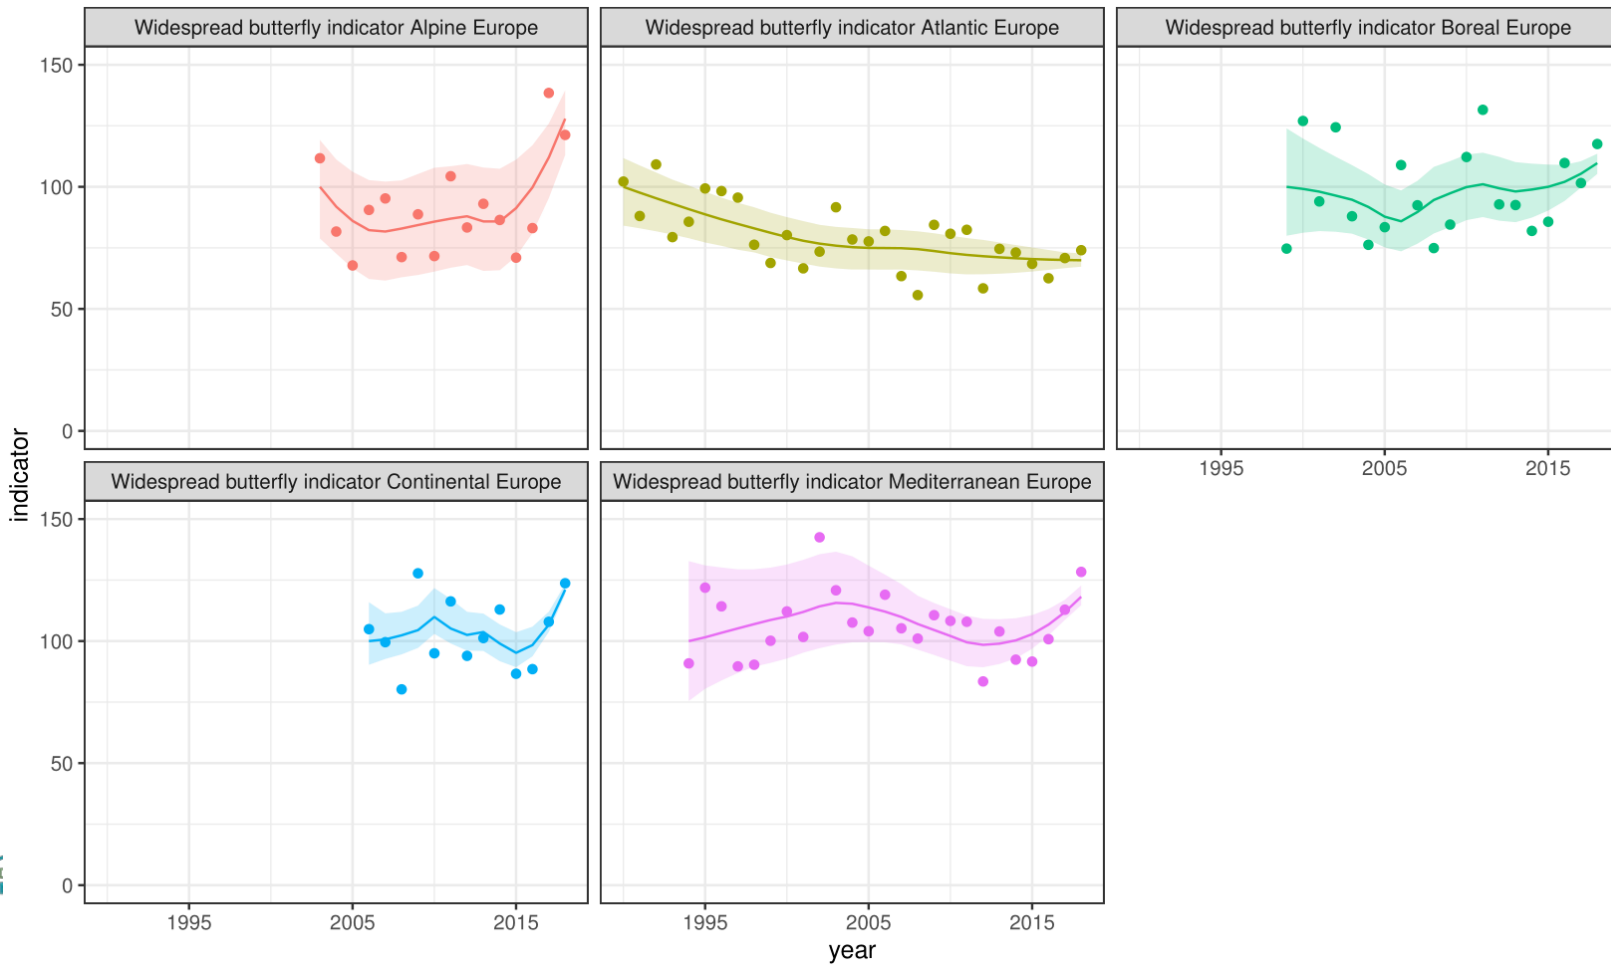 Widespread butterfly indicator Alpine Europe
Widespread butterfly indicator Atlantic Europe
Widespread butterfly indicator Boreal Europe
150
100
50
0
1995
2005
2015
indicator
Widespread butterfly indicator Continental Europe
Widespread butterfly indicator Mediterranean Europe
150
100
50
0
1995
2005
2015
1995
2005
2015
year